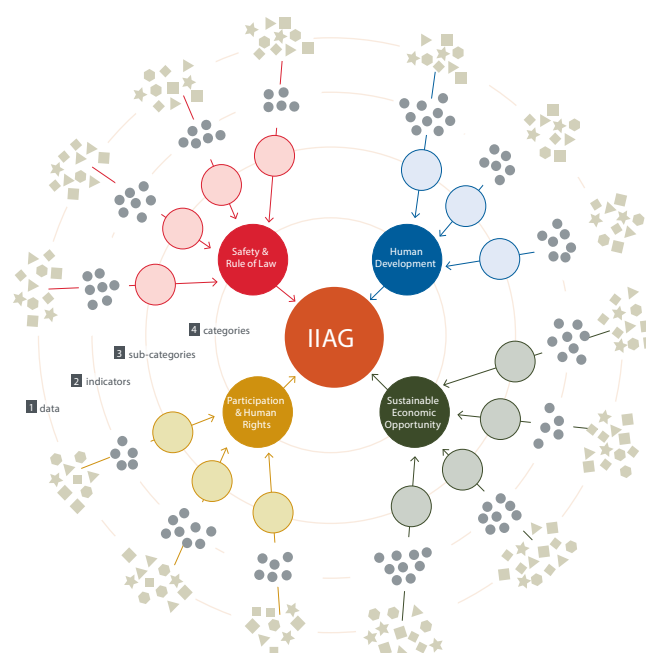 Safety &
Rule of Law
Human
Development
IIAG
4 categories
3 sub-categories
2 indicators
1 data
Participation
& Human
Rights
Sustainable
Economic
Opportunity